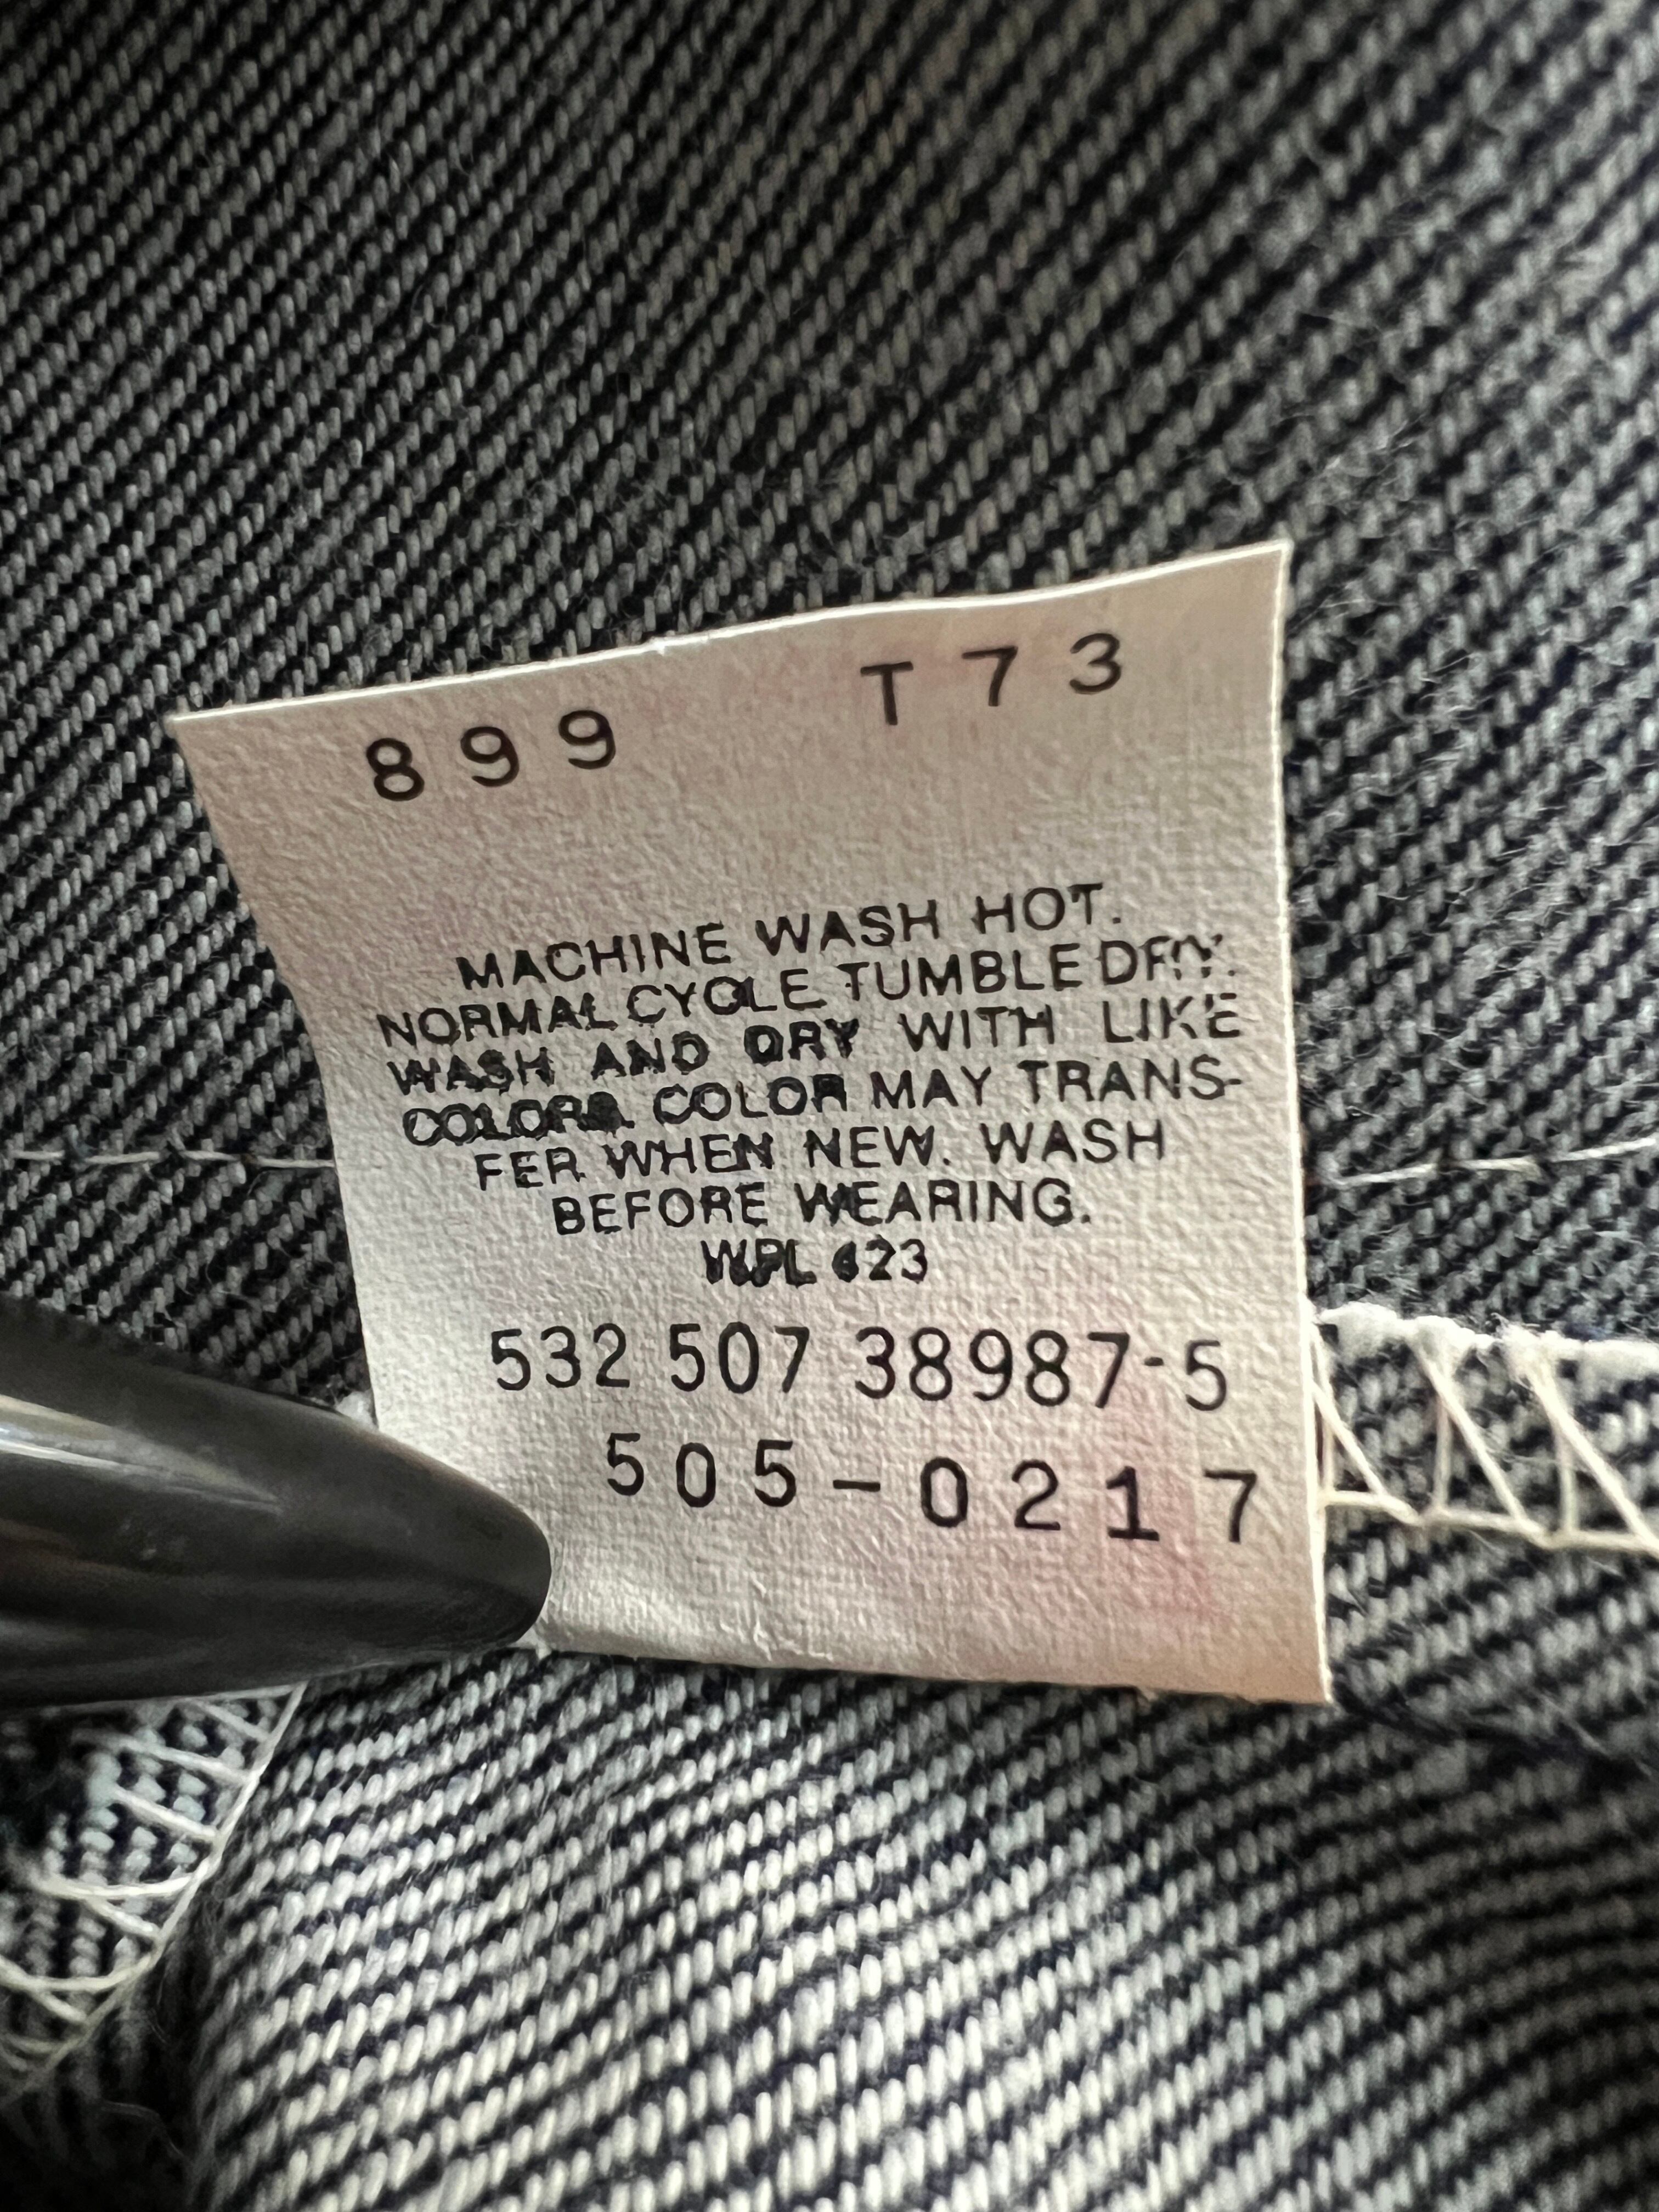 899 T73
MACHINE WASH HOT.
NORMAL CYCLE TUMBLE DRY.
WASH AND DRY WITH LIKE
COLORS. COLOR MAY TRANS-
FER WHEN NEW. WASH
BEFORE WEARING.
WPL 423
532 507 38987-5
505-0217